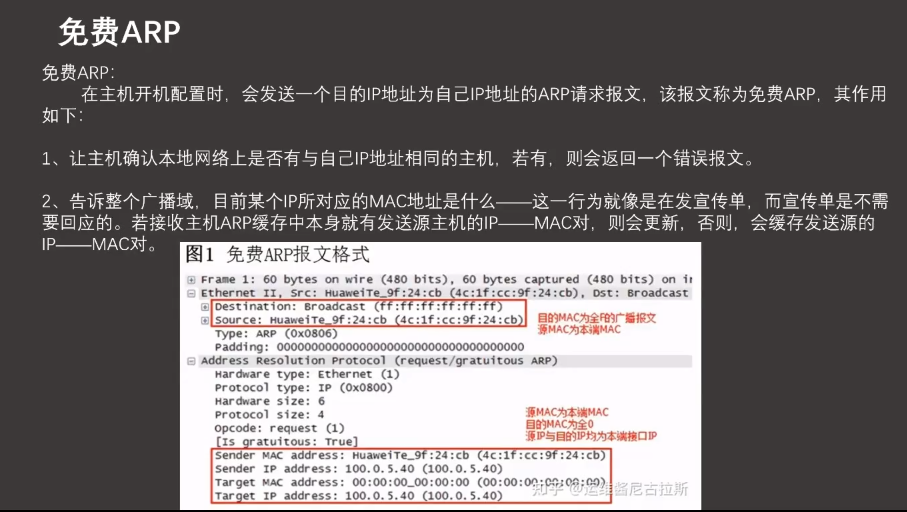 免费ARP
免费ARP：
在主机开机配置时，会发送一个目的IP地址为自己IP地址的ARP请求报文，该报文称为免费ARP，其作用
如下：
1、让主机确认本地网络上是否有与自己IP地址相同的主机，若有，则会返回一个错误报文。
2、告诉整个广播域，目前某个IP所对应的MAC地址是什么——这一行为就像是在发宣传单，而宣传单是不需
要回应的。若接收主机ARP缓存中本身就有发送源主机的IP——MAC对，则会更新，否则，会缓存发送源的
IP——MAC对。
图1 免费ARP报文格式
Frame 1: 60 bytes on wire (480 bits), 60 bytes captured (480 bits) on in
Ethernet II, Src: HuaweiTe_9f:24:cb (4c:1f:cc:9f:24:cb), Dst: Broadcast
Destination: Broadcast (ff:ff:ff:ff:ff:ff)
目的MAC为全F的广播报文
Source: HuaweiTe_9f:24:cb (4c:1f:cc:9f:24:cb)
源MAC为本端MAC
Type: ARP (0x0806)
Padding: 000000000000000000000000000000000000
Address Resolution Protocol (request/gratuitous ARP)
Hardware type: Ethernet (1)
Protocol type: IP (0x0800)
Hardware size: 6
Protocol size: 4
源MAC为本端MAC
Opcode: request (1)
目的MAC为全0
[Is gratuitous: True]
源IP与目的IP均为本端接口IP
Sender MAC address: HuaweiTe_9f:24:cb (4c:1f:cc:9f:24:cb)
Sender IP address: 100.0.5.40 (100.0.5.40)
Target MAC address: 00:00:00_00:00:00 (00:00:00:00:00:00)
Target IP address: 100.0.5.40 (100.0.5.40)
知乎 @运维酱尼古拉斯